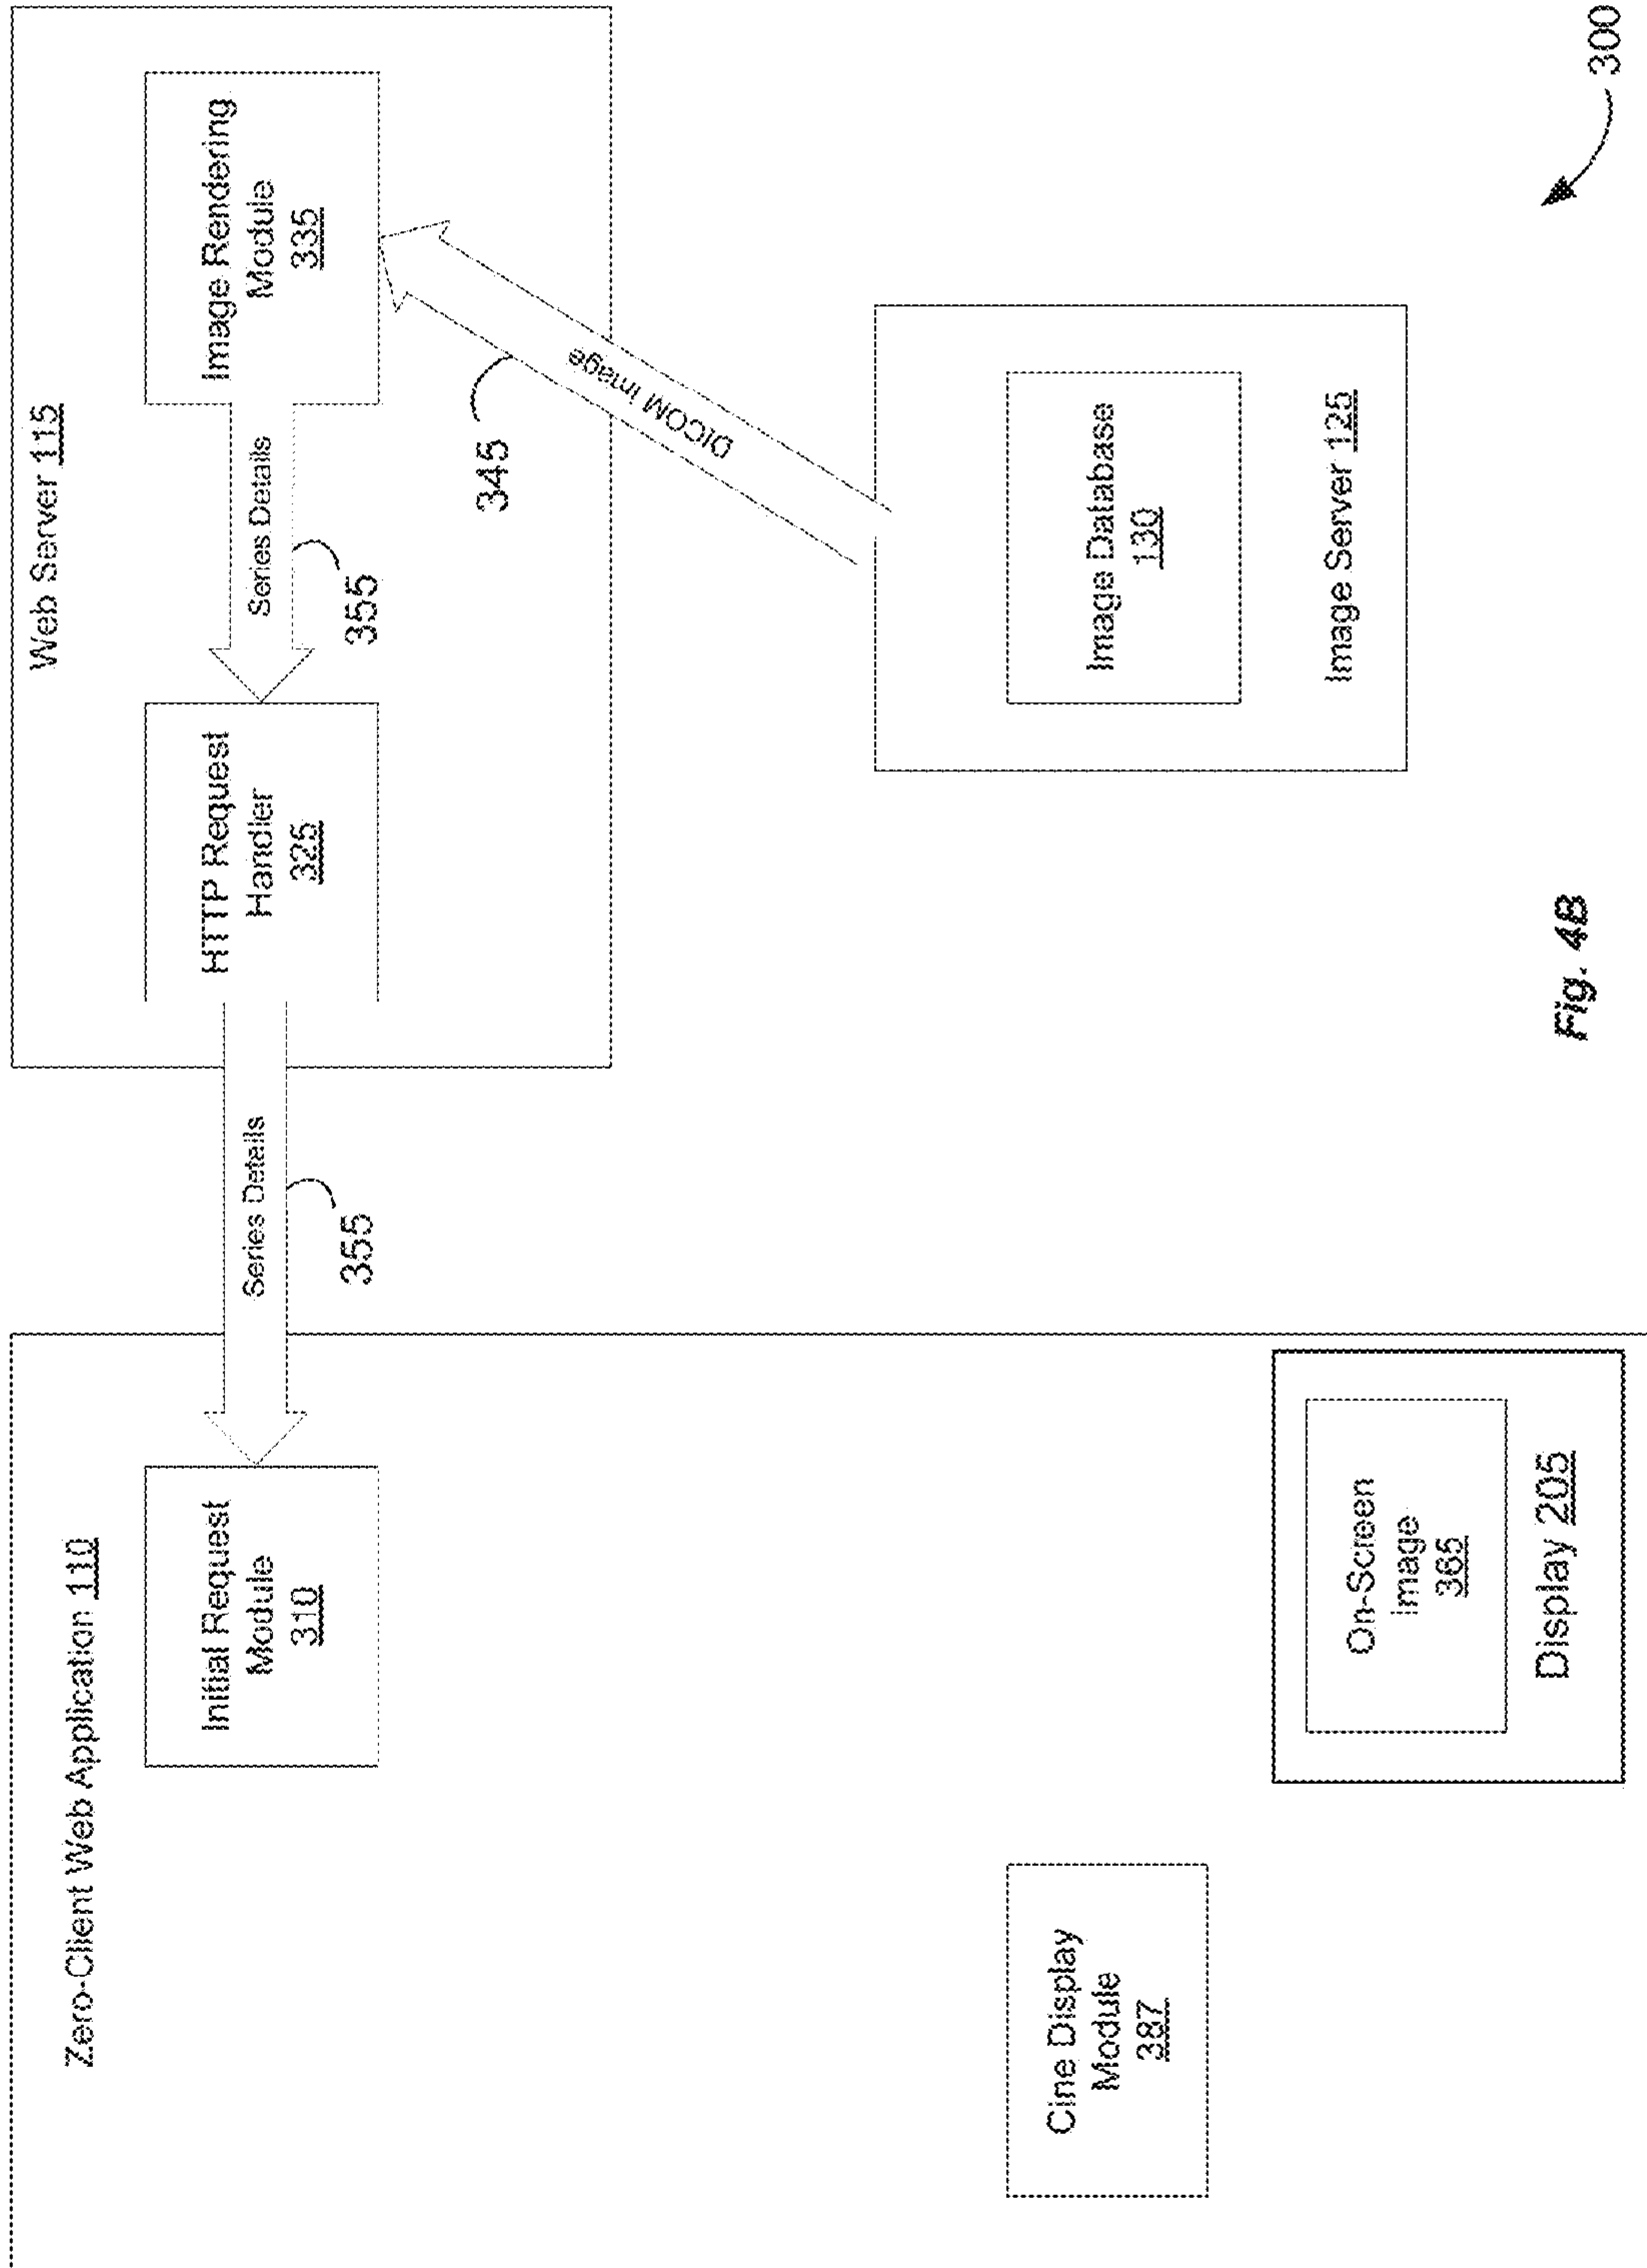 Zero-Client Web Application 110
Initial Request
Module
310
Cine Display
Module
387
On-Screen
Image
365
Display 205
Series Details
355
Web Server 115
HTTP Request
Handler
325
Series Details
355
Image Rendering
Module
335
345
DICOM image
Image Database
130
Image Server 125
300
Fig. 4B